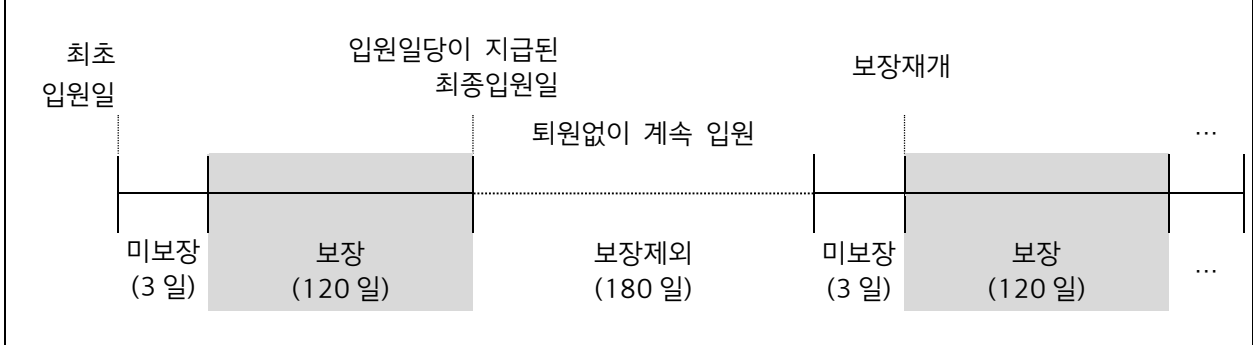 최초
입원일
입원일당이 지급된
최종입원일
보장재개
퇴원없이 계속 입원
…
미보장
(3 일)
보장
(120 일)
보장제외
(180 일)
미보장
(3 일)
보장
(120 일)
…